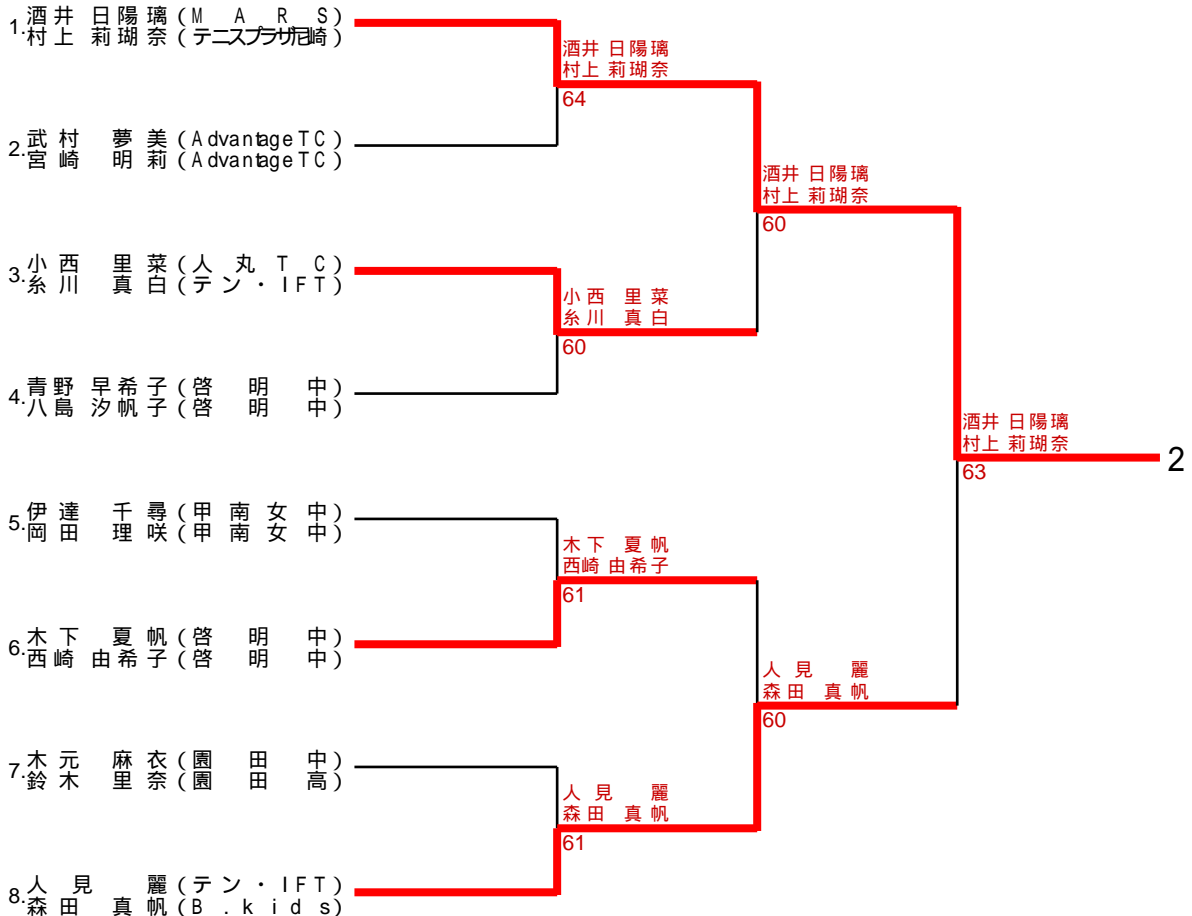 1.酒井 日陽璃(M A R S)
村上 莉瑚奈(テニスプラザ尼崎)
酒井 日陽璃
村上 莉瑚奈
64
2.武村 夢美(AdvantageTC)
宮崎 明莉(AdvantageTC)
酒井 日陽璃
村上 莉瑚奈
60
3.小西 里菜(人丸TC)
糸川 真白(テン・IFT)
小西 里菜
糸川 真白
60
4.青野 早希子(啓明中)
八島 汐帆子(啓明中)
酒井 日陽璃
村上 莉瑚奈
63
2
5.伊達 千尋(甲南女中)
岡田 理咲(甲南女中)
木下 夏帆
西崎 由希子
61
6.木下 夏帆(啓明中)
西崎 由希子(啓明中)
人見 麗
森田 真帆
60
7.木元 麻衣(園田中)
鈴木 里奈(園田高)
人見 麗
森田 真帆
61
8.人見 麗(テン・IFT)
森田 真帆(B.kids)